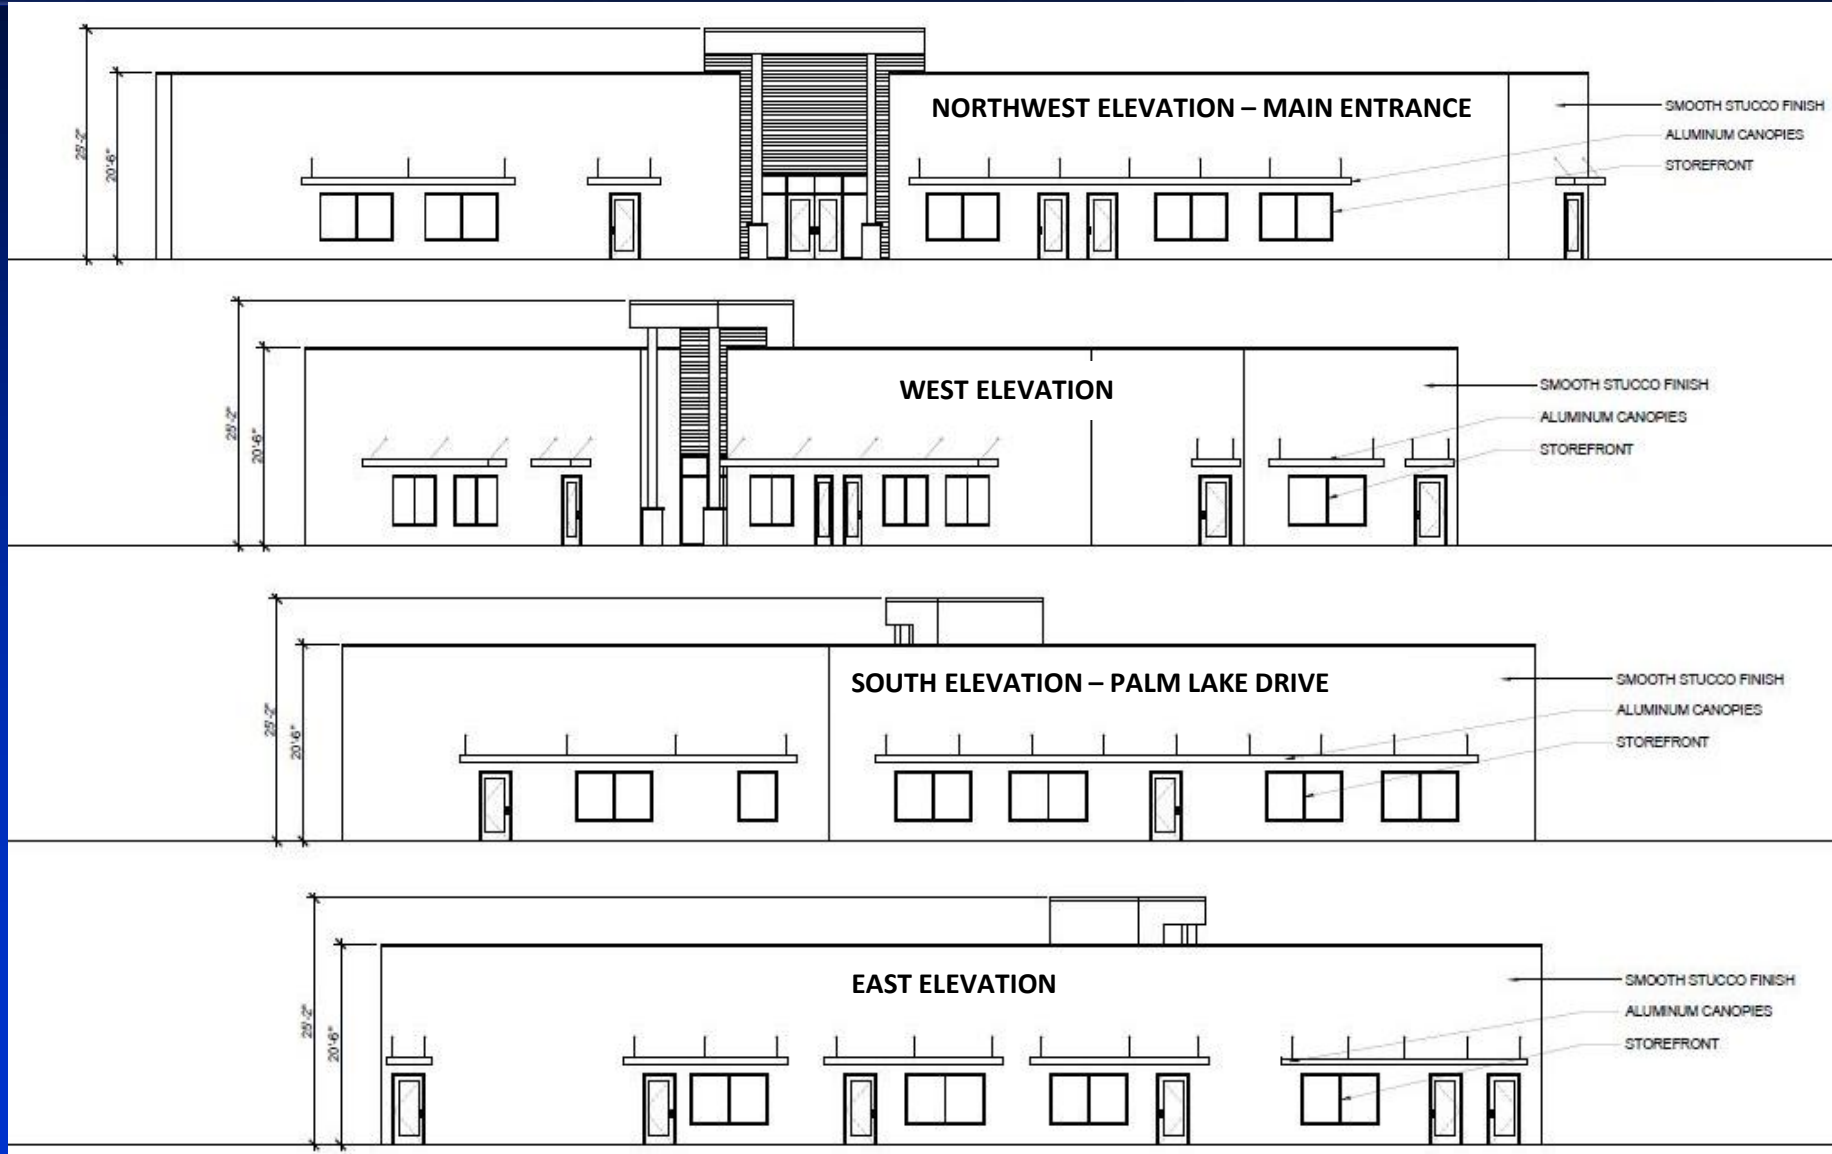 NORTHWEST ELEVATION – MAIN ENTRANCE
SMOOTH STUCCO FINISH
ALUMINUM CANOPIES
STOREFRONT
25'-2"
20'-6"
WEST ELEVATION
SMOOTH STUCCO FINISH
ALUMINUM CANOPIES
STOREFRONT
25'-2"
20'-6"
SOUTH ELEVATION – PALM LAKE DRIVE
SMOOTH STUCCO FINISH
ALUMINUM CANOPIES
STOREFRONT
25'-2"
20'-6"
EAST ELEVATION
SMOOTH STUCCO FINISH
ALUMINUM CANOPIES
STOREFRONT
25'-2"
20'-6"